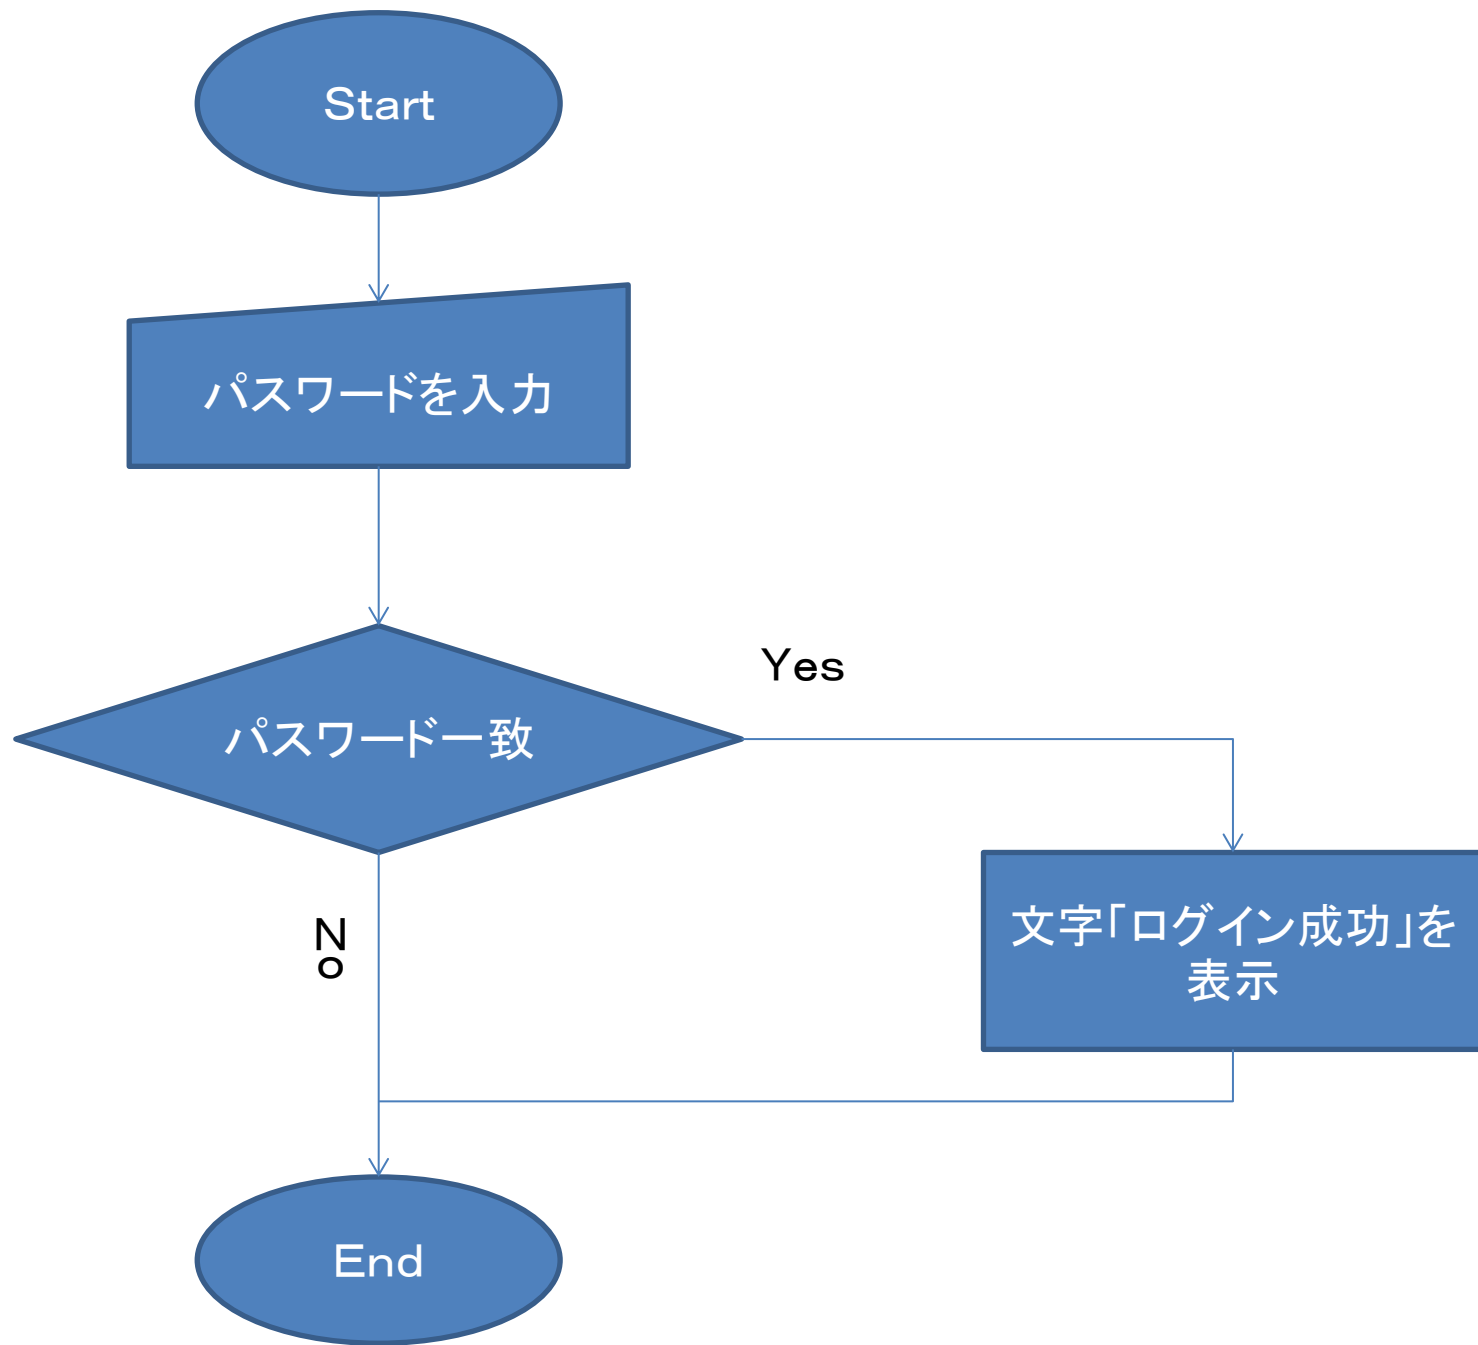 Start
パスワードを入力
パスワード一致
Yes
No
文字「ログイン成功」を
表示
End